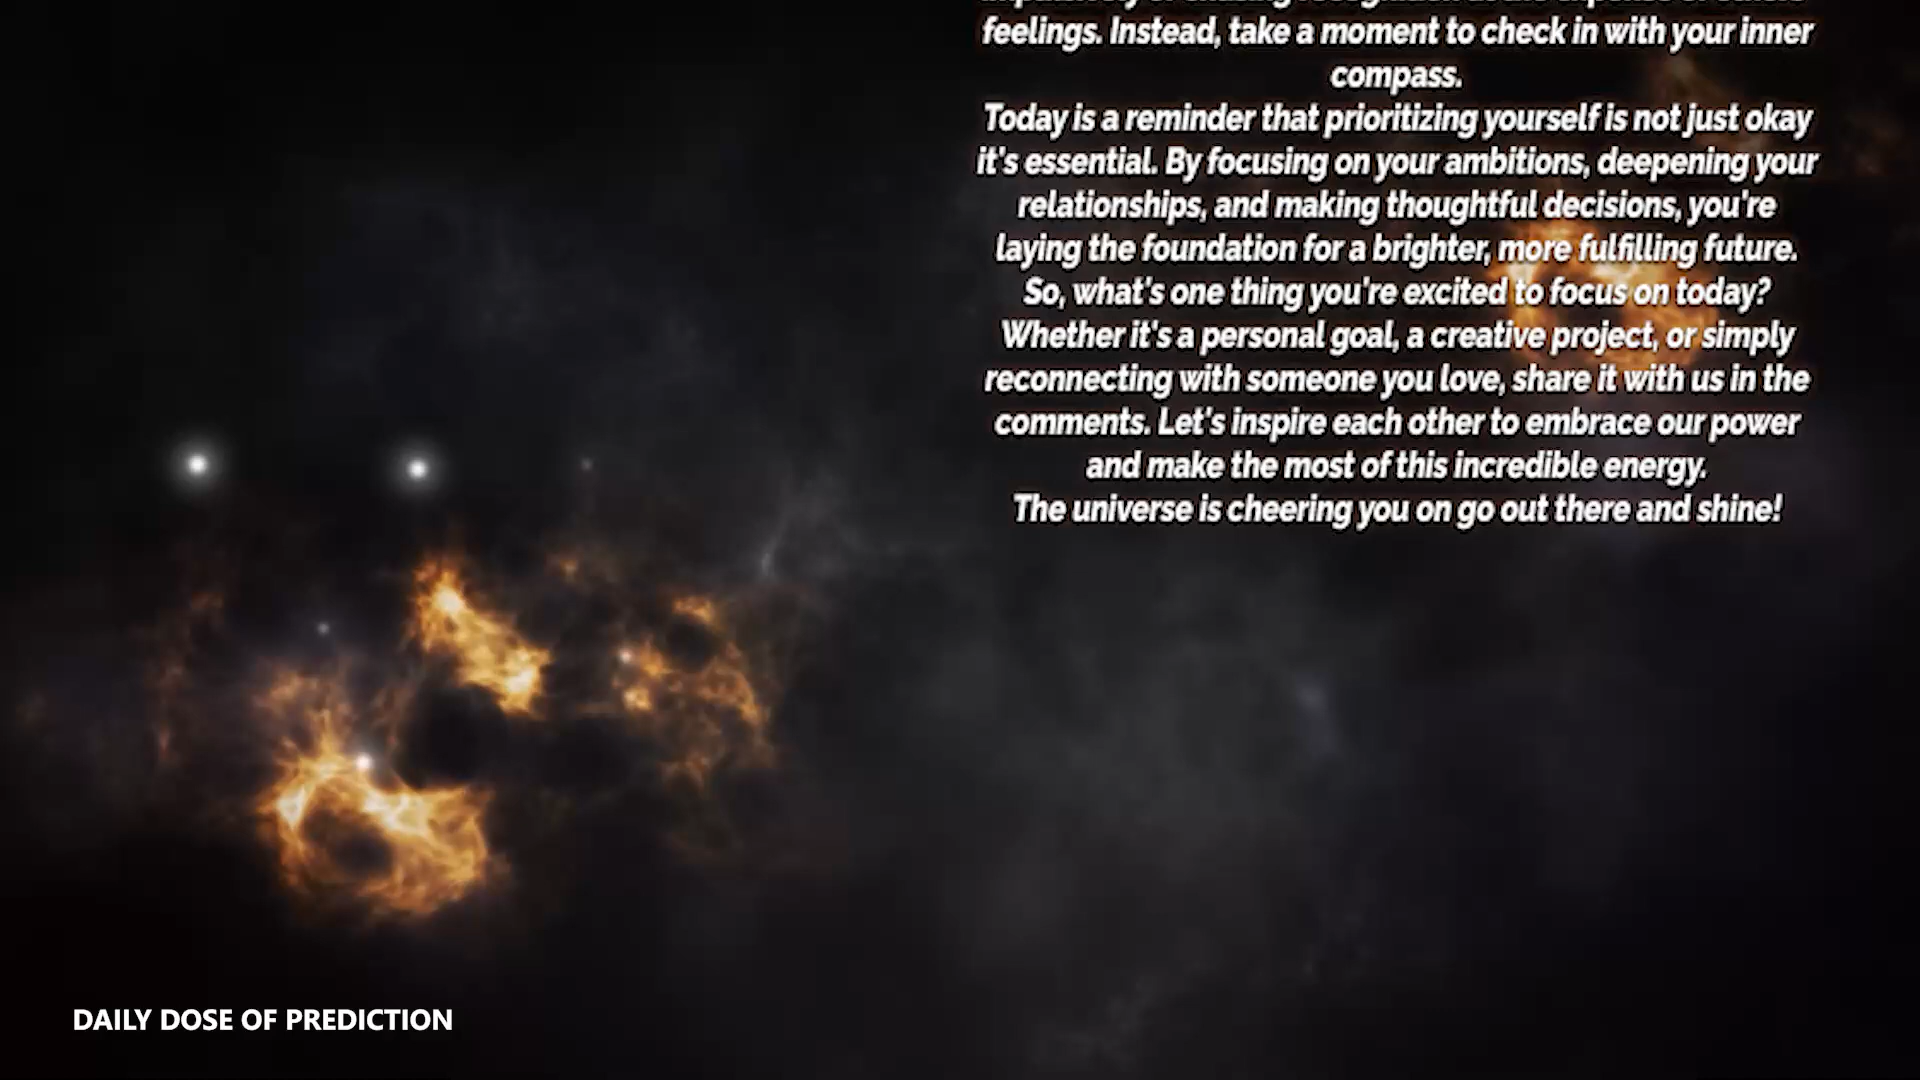 feelings. Instead, take a moment to check in with your inner
compass.
Today is a reminder that prioritizing yourself is not just okay
it's essential. By focusing on your ambitions, deepening your
relationships, and making thoughtful decisions, you're
laying the foundation for a brighter, more fulfilling future.
So, what's one thing you're excited to focus on today?
Whether it's a personal goal, a creative project, or simply
reconnecting with someone you love, share it with us in the
comments. Let's inspire each other to embrace our power
and make the most of this incredible energy.
The universe is cheering you on go out there and shine!
DAILY DOSE OF PREDICTION